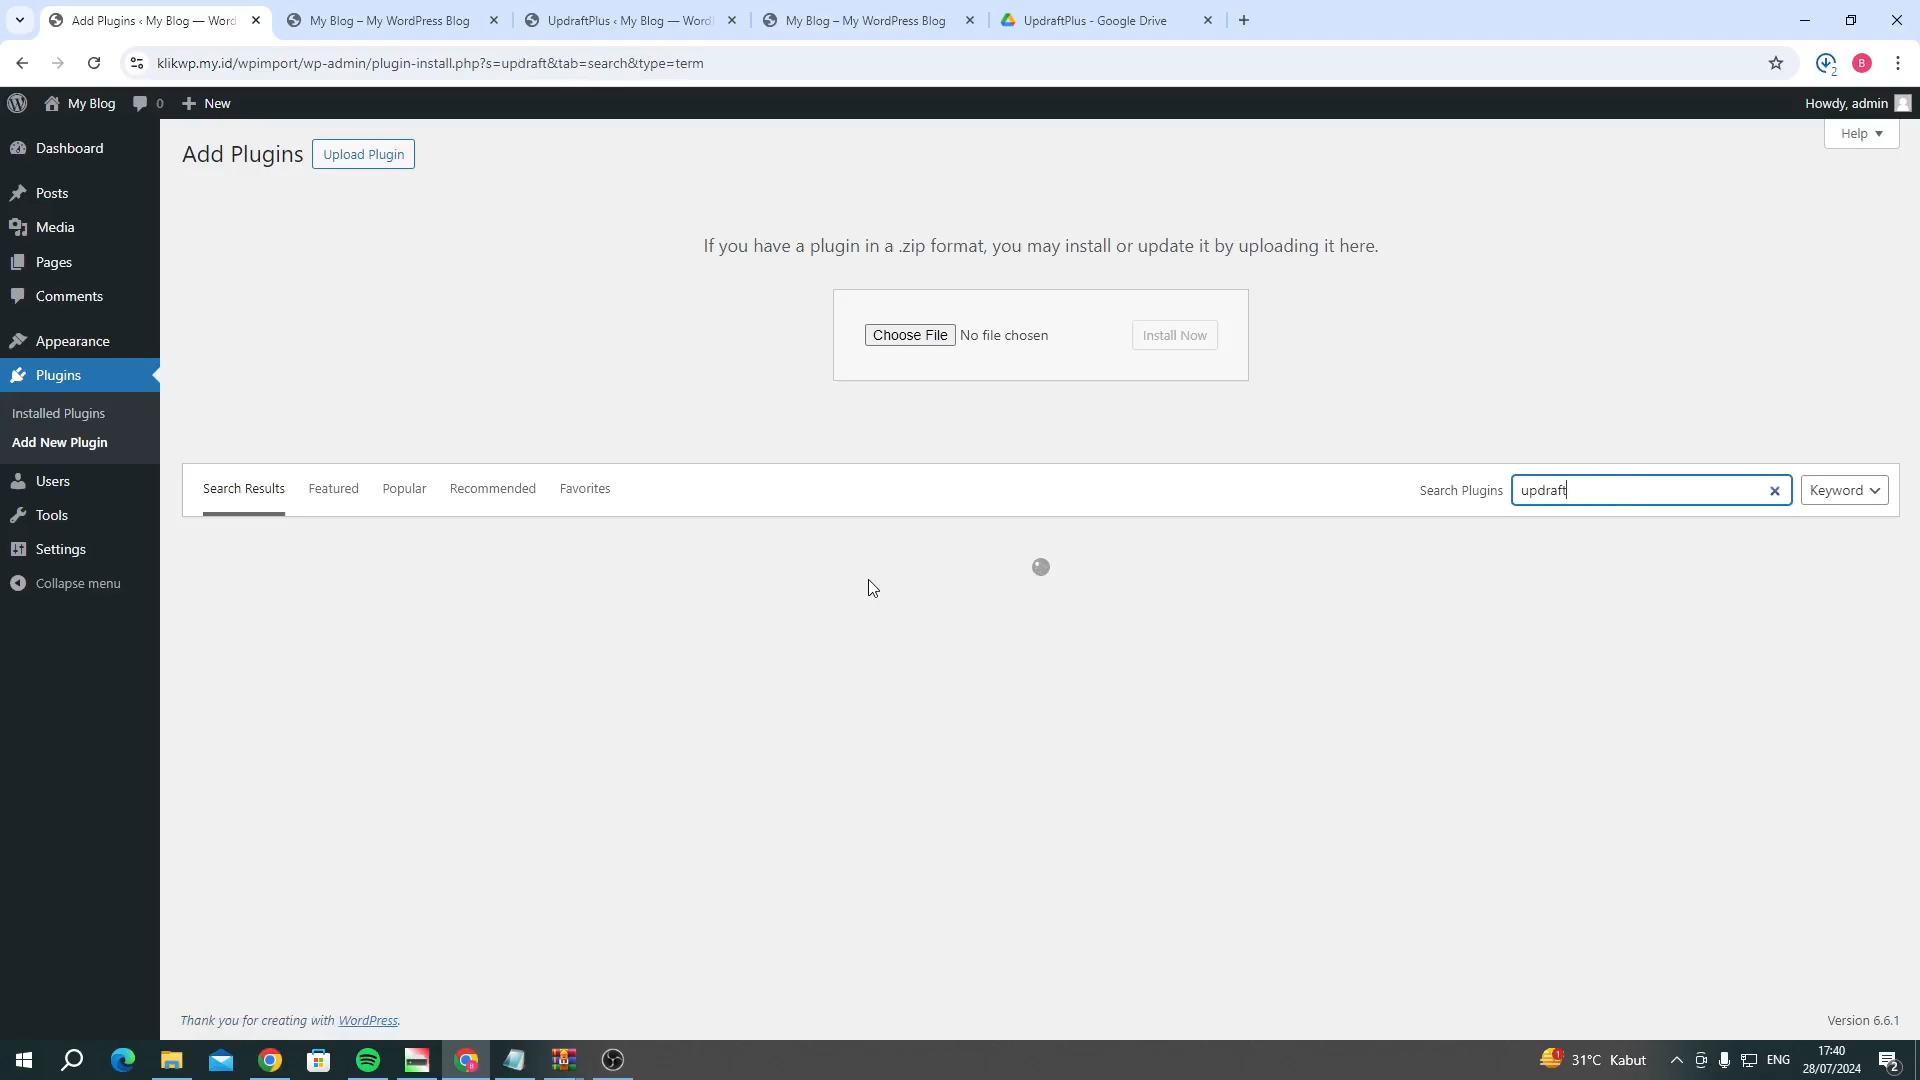 Add Plugins ‹ My Blog — Word
My Blog – My WordPress Blog
UpdraftPlus ‹ My Blog — Word
My Blog – My WordPress Blog
UpdraftPlus - Google Drive
klikwp.my.id/wpimport/wp-admin/plugin-install.php?s=updraft&tab=search&type=term
2
B
My Blog
0
New
Howdy, admin
Help
Dashboard
Posts
Media
Pages
Comments
Appearance
Plugins
Installed Plugins
Add New Plugin
Users
Tools
Settings
Collapse menu
Add Plugins
Upload Plugin
If you have a plugin in a .zip format, you may install or update it by uploading it here.
Choose File No file chosen
Install Now
Search Results
Featured
Popular
Recommended
Favorites
Search Plugins
updraft
Keyword
Thank you for creating with WordPress.
Version 6.6.1
1
31°C Kabut
ENG
17:40
28/07/2024
2